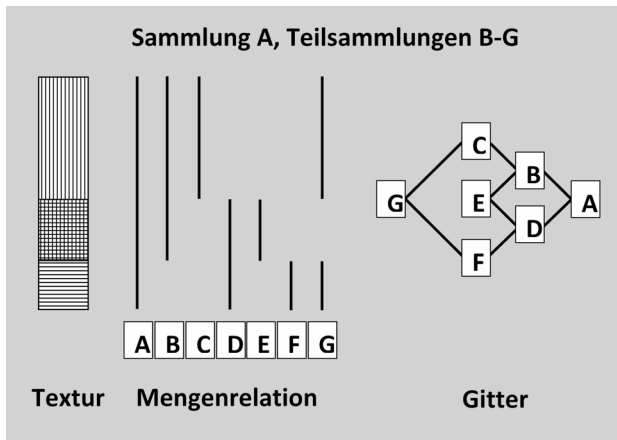 Sammlung A, Teilsammlungen B-G
C
B
G
E
A
D
F
A B C D E F G
Textur
Mengenrelation
Gitter